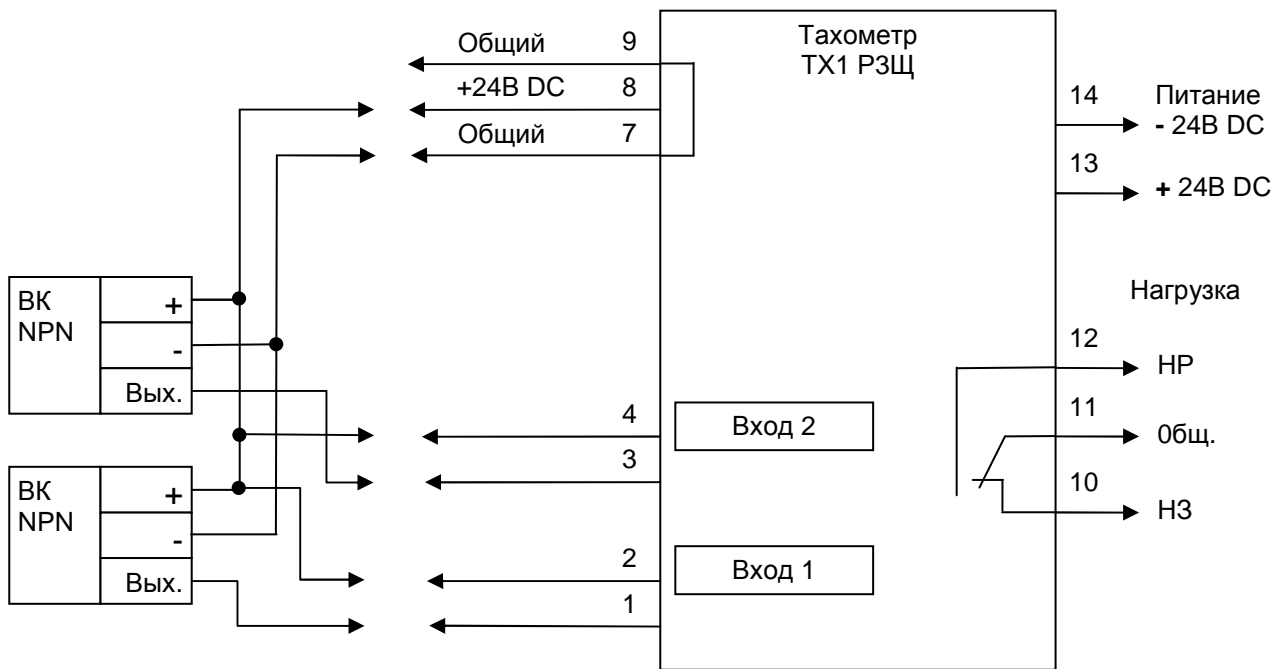 Общий 9
+24В DC 8
Общий 7
Тахометр
ТХ1 РЗЩ
14 Питание
- 24В DC
13
+ 24В DC
Нагрузка
12
НР
11
0бщ.
10
НЗ
ВК
NPN
+
-
Вых.
4
Вход 2
3
ВК
NPN
+
-
Вых.
2
Вход 1
1